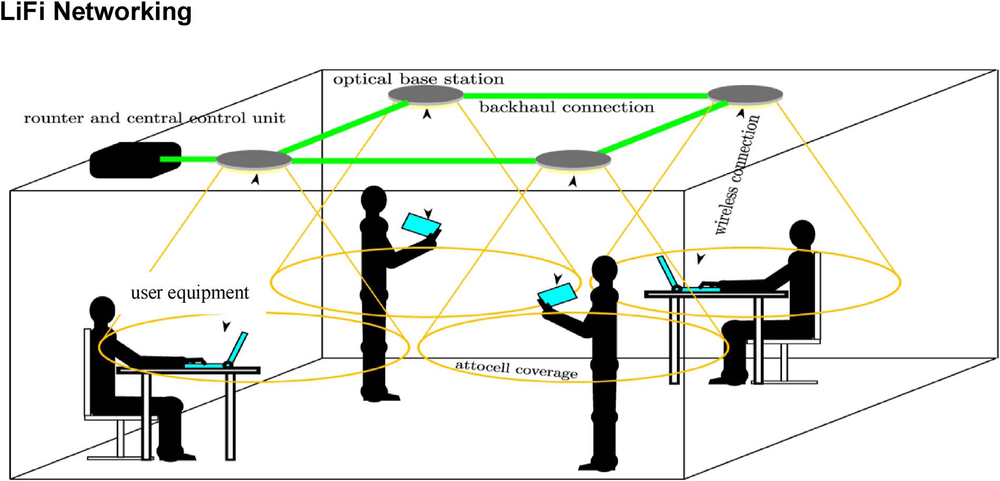 LiFi Networking
optical base station
backhaul connection
rounter and central control unit
wireless connection
user equipment
attocell coverage